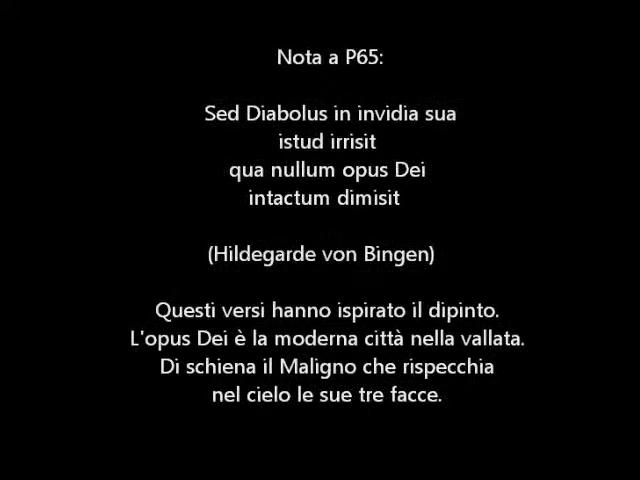 Nota a P65:
Sed Diabolus in invidia sua
istud irrisit
qua nullum opus Dei
intactum dimisit
(Hildegarde von Bingen)
Questi versi hanno ispirato il dipinto.
L'opus Dei è la moderna città nella vallata.
Di schiena il Maligno che rispecchia
nel cielo le sue tre facce.